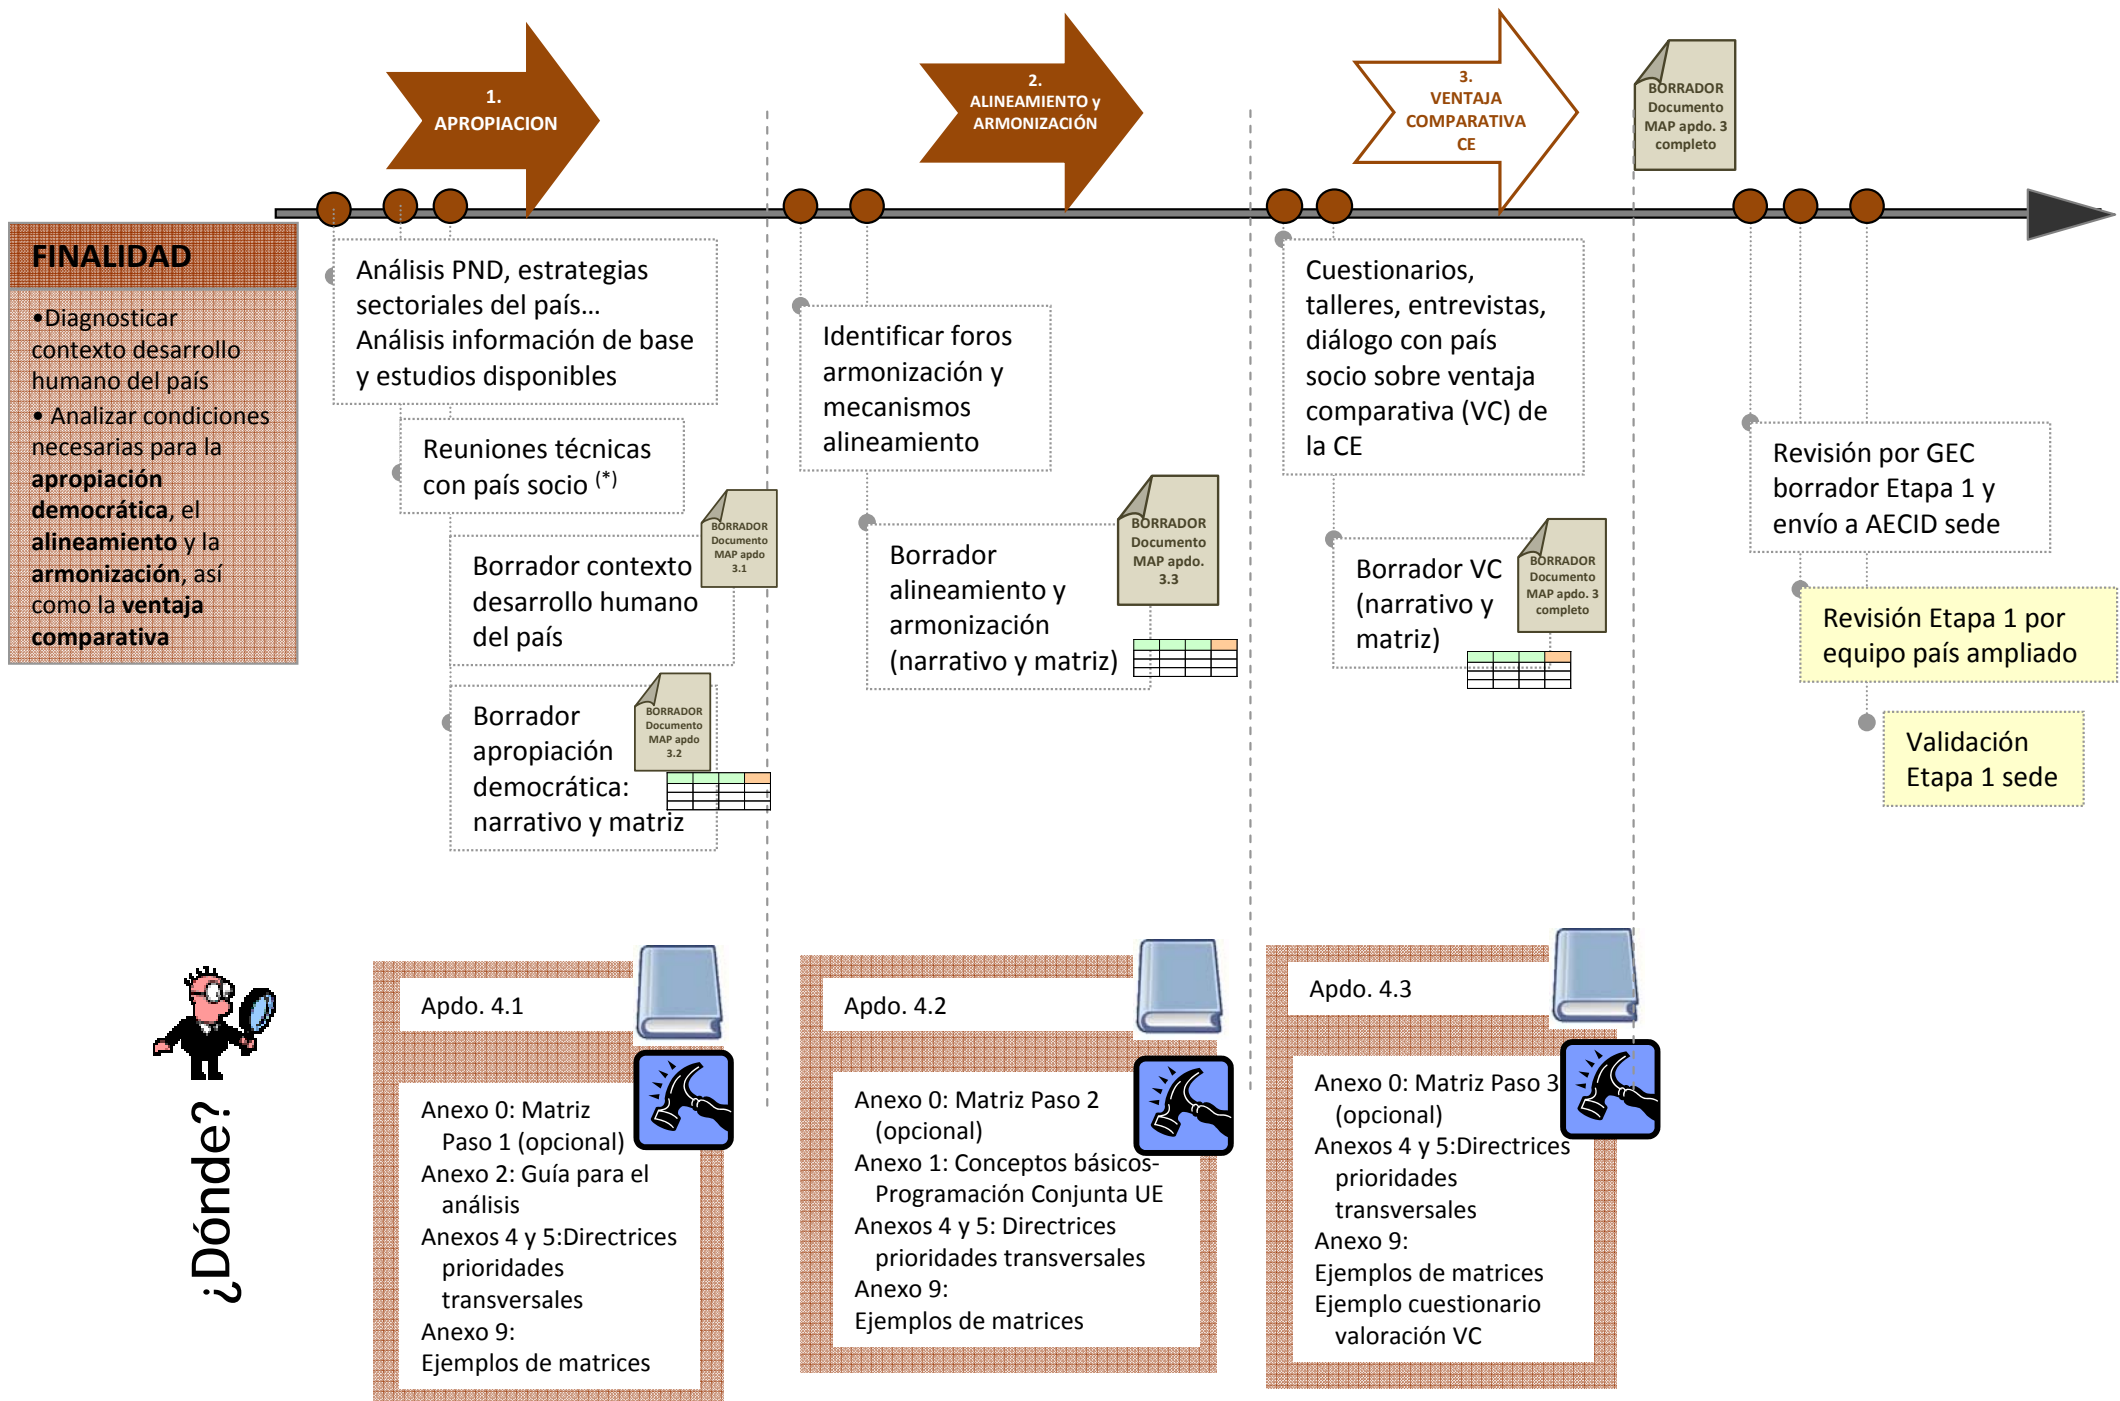 1.
APROPIACION
2.
ALINEAMIENTO y
ARMONIZACIÓN
3.
VENTAJA
COMPARATIVA
CE
BORRADOR
Documento
MAP apdo. 3
completo
FINALIDAD
•Diagnosticar
contexto desarrollo
humano del país
• Analizar condiciones
necesarias para la
apropiación
democrática, el
alineamiento y la
armonización, así
como la ventaja
comparativa
Análisis PND, estrategias
sectoriales del país...
Análisis información de base
y estudios disponibles
Reuniones técnicas
con país socio (*)
Borrador contexto
desarrollo humano
del país
BORRADOR
Documento
MAP apdo
3.1
Borrador
apropiación
democrática:
narrativo y matriz
BORRADOR
Documento
MAP apdo
3.2
Identificar foros
armonización y
mecanismos
alineamiento
Borrador
alineamiento y
armonización
(narrativo y matriz)
BORRADOR
Documento
MAP apdo.
3.3
Cuestionarios,
talleres, entrevistas,
diálogo con país
socio sobre ventaja
comparativa (VC) de
la CE
Borrador VC
(narrativo y
matriz)
BORRADOR
Documento
MAP apdo. 3
completo
Revisión por GEC
borrador Etapa 1 y
envío a AECID sede
Revisión Etapa 1 por
equipo país ampliado
Validación
Etapa 1 sede
¿Dónde?
Apdo. 4.1
Anexo 0: Matriz
Paso 1 (opcional)
Anexo 2: Guía para el
análisis
Anexos 4 y 5:Directrices
prioridades
transversales
Anexo 9:
Ejemplos de matrices
Apdo. 4.2
Anexo 0: Matriz Paso 2
(opcional)
Anexo 1: Conceptos básicos-
Programación Conjunta UE
Anexos 4 y 5: Directrices
prioridades transversales
Anexo 9:
Ejemplos de matrices
Apdo. 4.3
Anexo 0: Matriz Paso 3
(opcional)
Anexos 4 y 5:Directrices
prioridades
transversales
Anexo 9:
Ejemplos de matrices
Ejemplo cuestionario
valoración VC